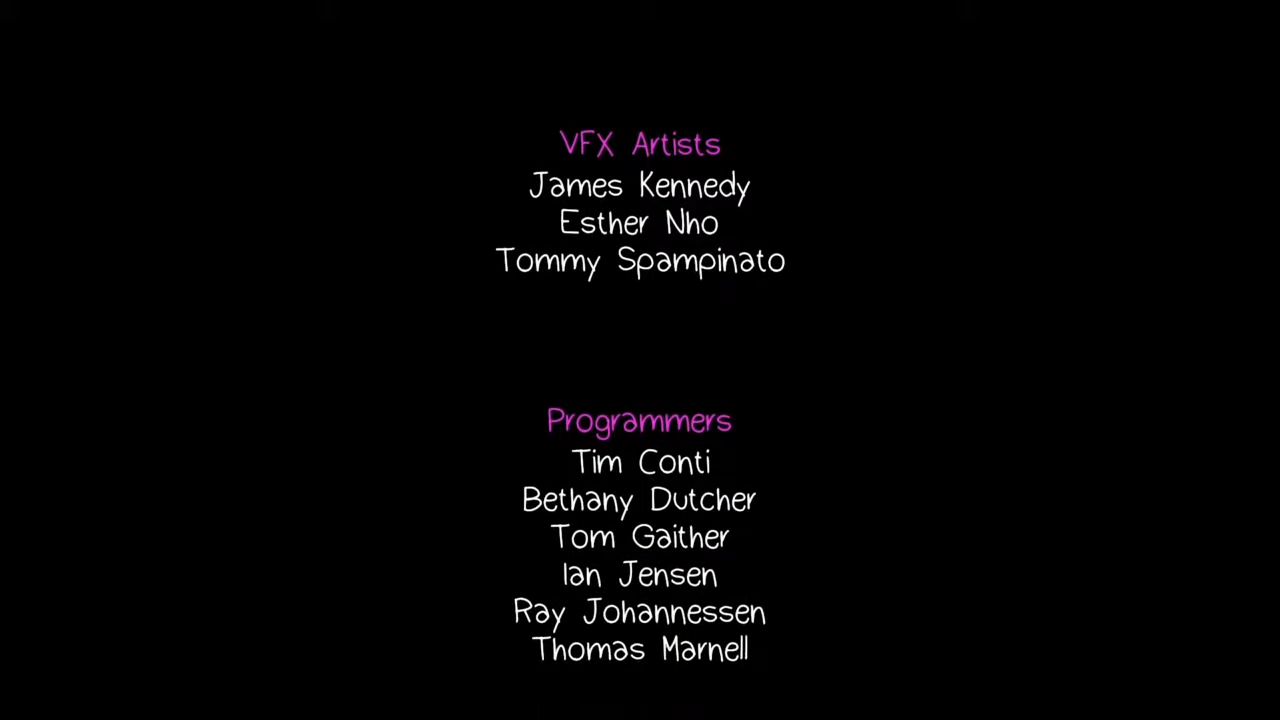 VFX Artists
James Kennedy
Esther Nho
Tommy Spampinato
Programmers
Tim Conti
Bethany Dutcher
Tom Gaither
Ian Jensen
Ray Johannessen
Thomas Marnell